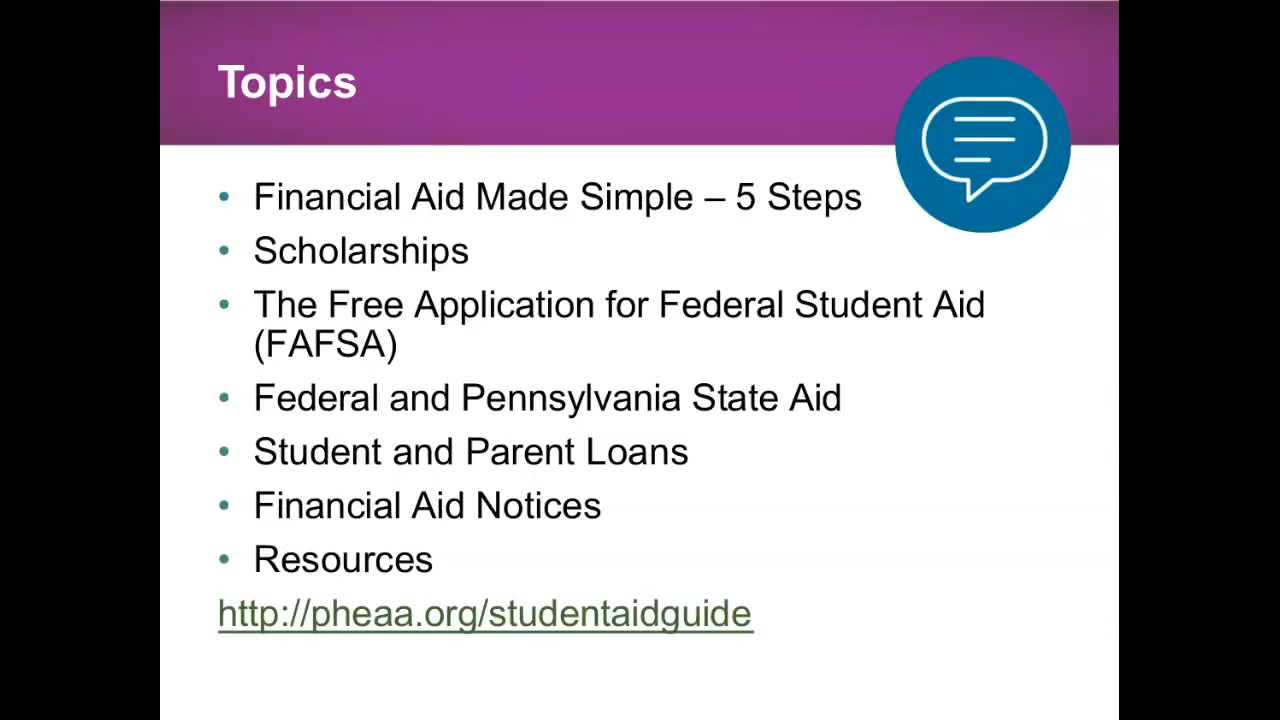 Topics
• Financial Aid Made Simple – 5 Steps
• Scholarships
• The Free Application for Federal Student Aid
(FAFSA)
• Federal and Pennsylvania State Aid
• Student and Parent Loans
• Financial Aid Notices
• Resources
http://pheaa.org/studentaidguide